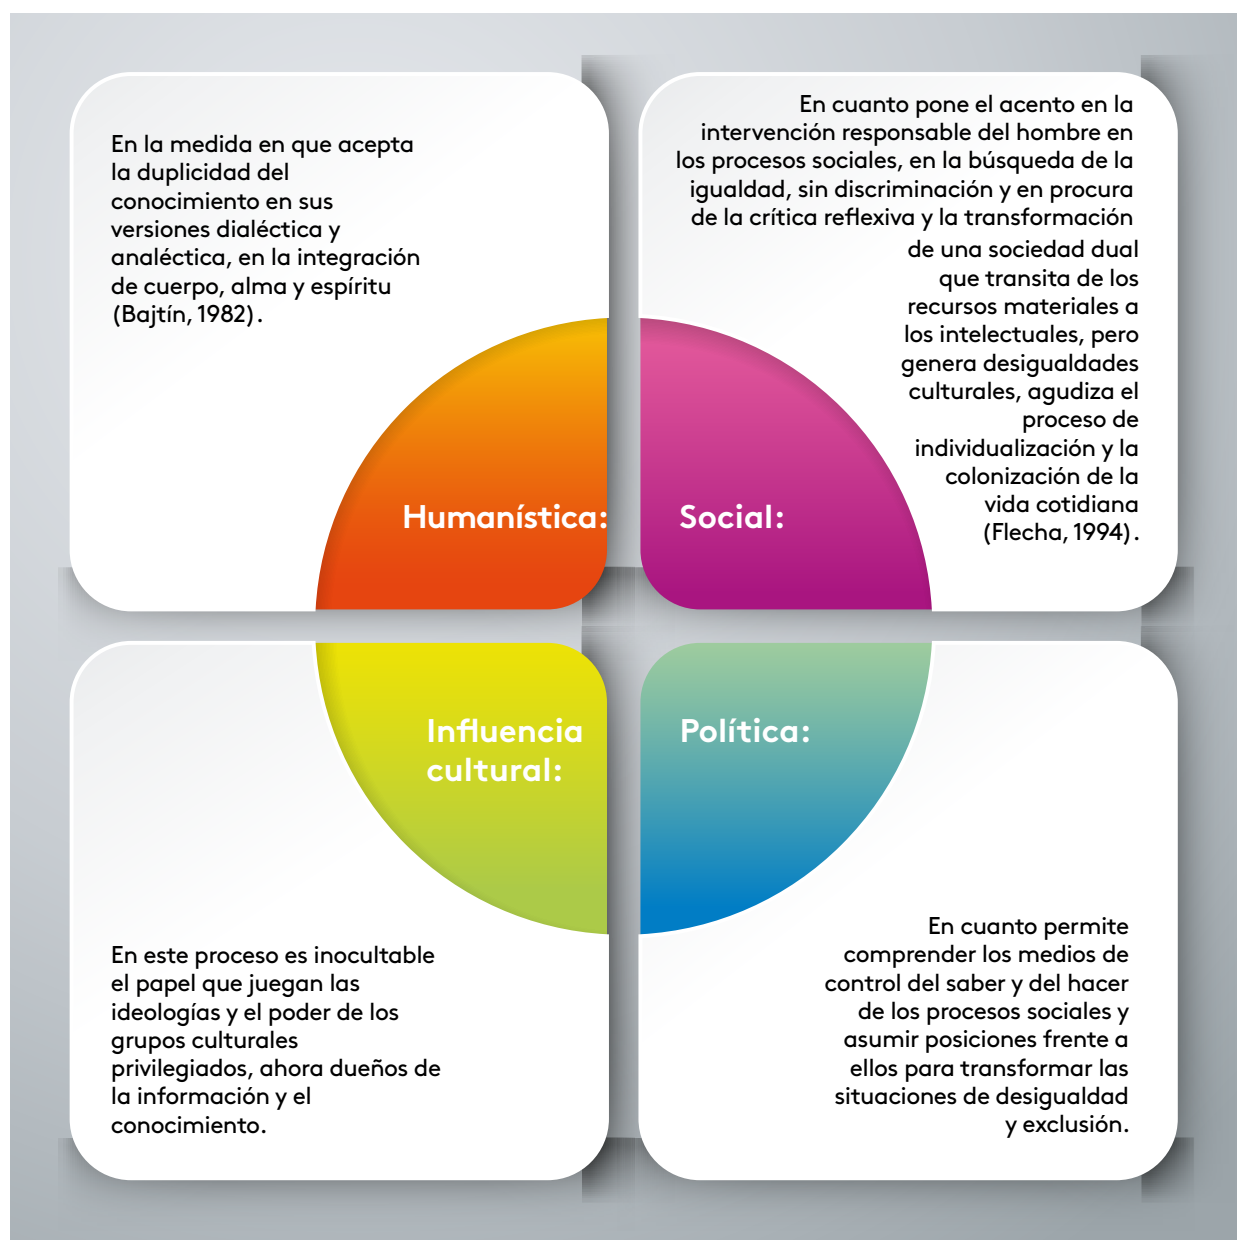 En la medida en que acepta
la duplicidad del
conocimiento en sus
versiones dialéctica y
analéctica, en la integración
de cuerpo, alma y espíritu
(Bajtín, 1982).
Humanística:
En cuanto pone el acento en la
intervención responsable del hombre en
los procesos sociales, en la búsqueda de la
igualdad, sin discriminación y en procura
de la crítica reflexiva y la transformación
de una sociedad dual
que transita de los
recursos materiales a
los intelectuales, pero
genera desigualdades
culturales, agudiza el
proceso de
individualización y la
colonización de la
vida cotidiana
(Flecha, 1994).
Social:
Influencia
cultural:
En este proceso es inocultable
el papel que juegan las
ideologías y el poder de los
grupos culturales
privilegiados, ahora dueños de
la información y el
conocimiento.
Política:
En cuanto permite
comprender los medios de
control del saber y del hacer
de los procesos sociales y
asumir posiciones frente a
ellos para transformar las
situaciones de desigualdad
y exclusión.